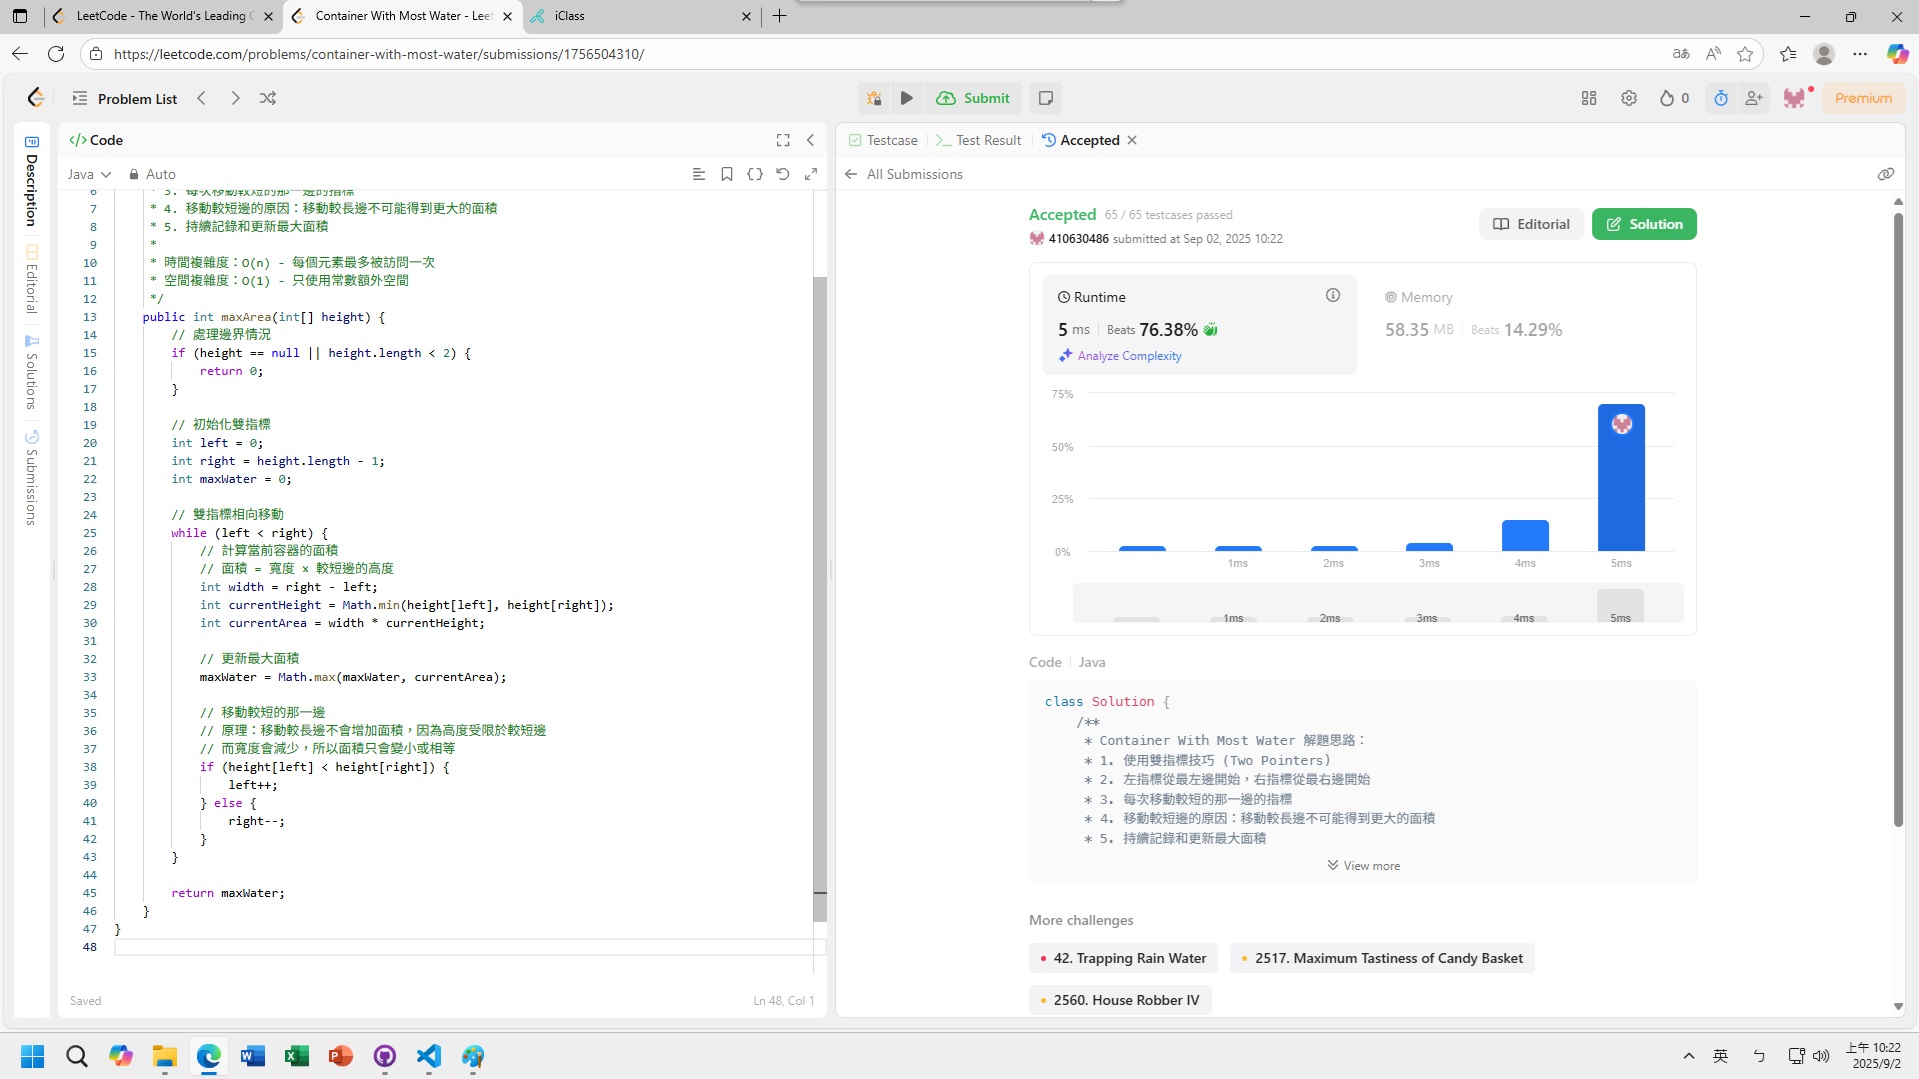 LeetCode - The World's Leading O
Container With Most Water - Leet
iClass
https://leetcode.com/problems/container-with-most-water/submissions/1756504310/
Problem List
Submit
0
Premium
Description
Editorial
Solutions
Submissions
Code
Java
Auto
6 * 3. 每次移動較短的那一邊的指標
7 * 4. 移動較短邊的原因：移動較長邊不可能得到更大的面積
8 * 5. 持續記錄和更新最大面積
9 *
10 * 時間複雜度：O(n) - 每個元素最多被訪問一次
11 * 空間複雜度：O(1) - 只使用常數額外空間
12 */
13 public int maxArea(int[] height) {
14 // 處理邊界情況
15 if (height == null || height.length < 2) {
16 return 0;
17 }
18
19 // 初始化雙指標
20 int left = 0;
21 int right = height.length - 1;
22 int maxWater = 0;
23
24 // 雙指標相向移動
25 while (left < right) {
26 // 計算當前容器的面積
27 // 面積 = 寬度 × 較短邊的高度
28 int width = right - left;
29 int currentHeight = Math.min(height[left], height[right]);
30 int currentArea = width * currentHeight;
31
32 // 更新最大面積
33 maxWater = Math.max(maxWater, currentArea);
34
35 // 移動較短的那一邊
36 // 原理：移動較長邊不會增加面積，因為高度受限於較短邊
37 // 而寬度會減少，所以面積只會變小或相等
38 if (height[left] < height[right]) {
39 left++;
40 } else {
41 right--;
42 }
43 }
44
45 return maxWater;
46 }
47 }
48
Saved
Ln 48, Col 1
Testcase
Test Result
Accepted
All Submissions
Accepted 65 / 65 testcases passed
410630486 submitted at Sep 02, 2025 10:22
Editorial
Solution
Runtime
5 ms Beats 76.38%
Analyze Complexity
Memory
58.35 MB Beats 14.29%
75%
50%
25%
0%
1ms 2ms 3ms 4ms 5ms
1ms 2ms 3ms 4ms 5ms
Code Java
class Solution {
/**
* Container With Most Water 解題思路：
* 1. 使用雙指標技巧 (Two Pointers)
* 2. 左指標從最左邊開始，右指標從最右邊開始
* 3. 每次移動較短的那一邊的指標
* 4. 移動較短邊的原因：移動較長邊不可能得到更大的面積
* 5. 持續記錄和更新最大面積
View more
More challenges
42. Trapping Rain Water
2517. Maximum Tastiness of Candy Basket
2560. House Robber IV
英
ㄅ
上午 10:22
2025/9/2